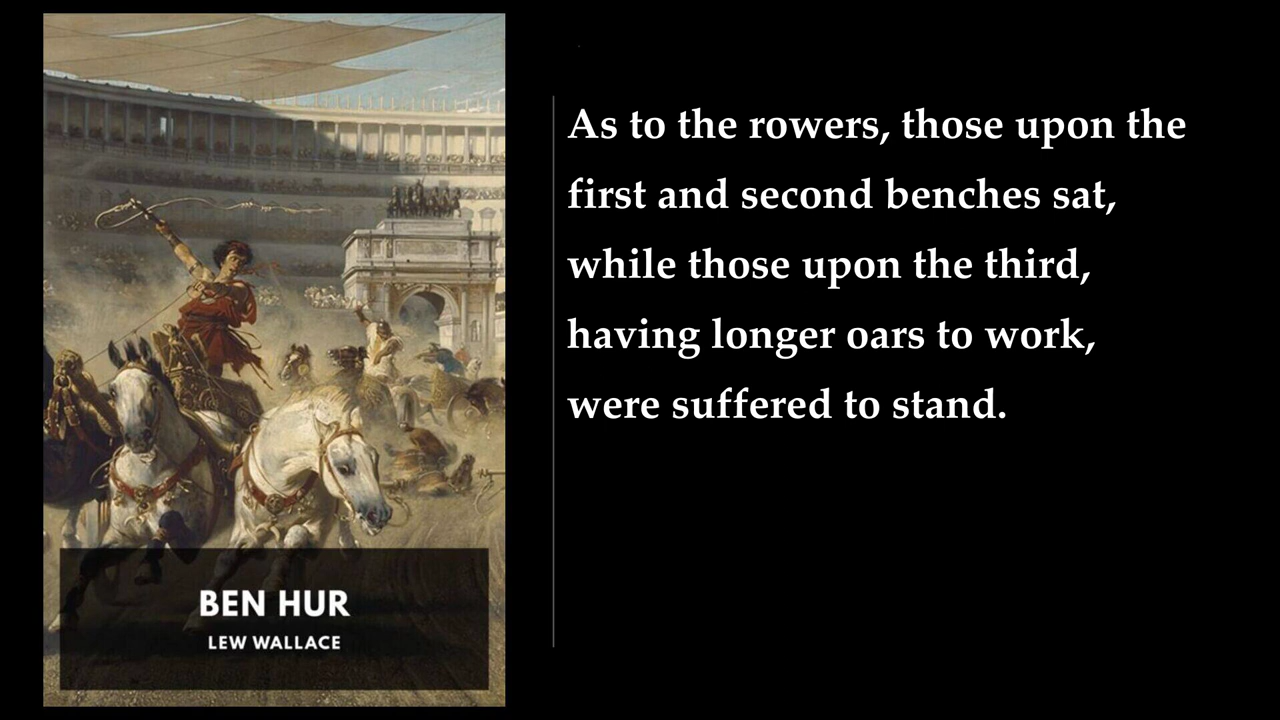 BEN HUR
LEW WALLACE
As to the rowers, those upon the
first and second benches sat,
while those upon the third,
having longer oars to work,
were suffered to stand.